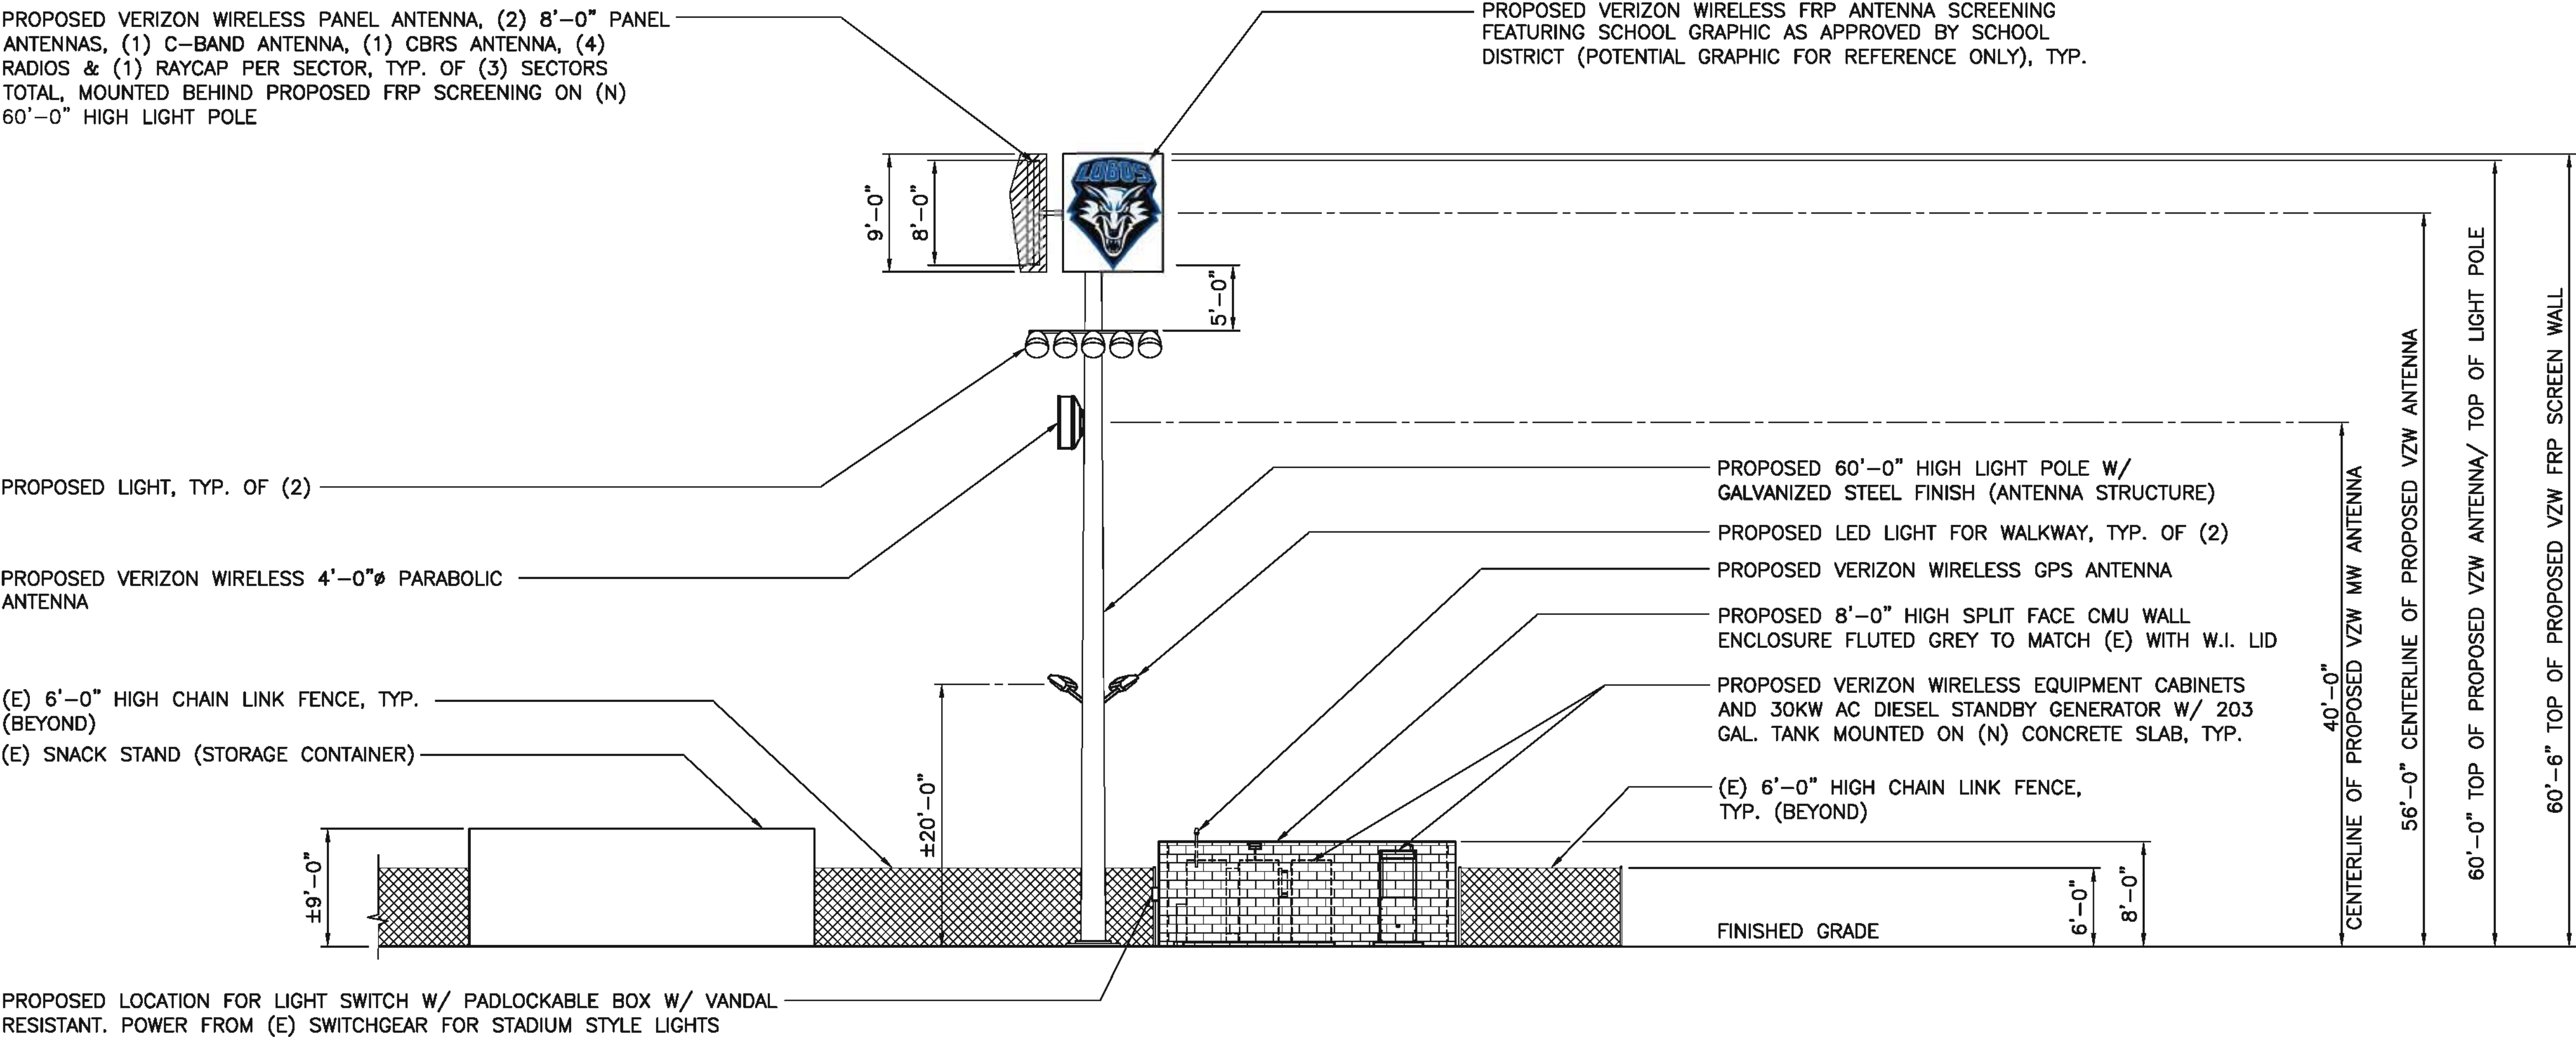 PROPOSED VERIZON WIRELESS PANEL ANTENNA, (2) 8'-0" PANEL
ANTENNAS, (1) C-BAND ANTENNA, (1) CBRS ANTENNA, (4)
RADIOS & (1) RAYCAP PER SECTOR, TYP. OF (3) SECTORS
TOTAL, MOUNTED BEHIND PROPOSED FRP SCREENING ON (N)
60'-0" HIGH LIGHT POLE
PROPOSED VERIZON WIRELESS FRP ANTENNA SCREENING
FEATURING SCHOOL GRAPHIC AS APPROVED BY SCHOOL
DISTRICT (POTENTIAL GRAPHIC FOR REFERENCE ONLY), TYP.
LOBOS
9'-0"
8'-0"
5'-0"
PROPOSED LIGHT, TYP. OF (2)
PROPOSED VERIZON WIRELESS 4'-0"ø PARABOLIC
ANTENNA
(E) 6'-0" HIGH CHAIN LINK FENCE, TYP.
(BEYOND)
(E) SNACK STAND (STORAGE CONTAINER)
±9'-0"
±20'-0"
PROPOSED 60'-0" HIGH LIGHT POLE W/
GALVANIZED STEEL FINISH (ANTENNA STRUCTURE)
PROPOSED LED LIGHT FOR WALKWAY, TYP. OF (2)
PROPOSED VERIZON WIRELESS GPS ANTENNA
PROPOSED 8'-0" HIGH SPLIT FACE CMU WALL
ENCLOSURE FLUTED GREY TO MATCH (E) WITH W.I. LID
PROPOSED VERIZON WIRELESS EQUIPMENT CABINETS
AND 30KW AC DIESEL STANDBY GENERATOR W/ 203
GAL. TANK MOUNTED ON (N) CONCRETE SLAB, TYP.
(E) 6'-0" HIGH CHAIN LINK FENCE,
TYP. (BEYOND)
FINISHED GRADE
6'-0"
8'-0"
40'-0"
CENTERLINE OF PROPOSED VZW MW ANTENNA
56'-0" CENTERLINE OF PROPOSED VZW ANTENNA
60'-0" TOP OF PROPOSED VZW ANTENNA/ TOP OF LIGHT POLE
60'-6" TOP OF PROPOSED VZW FRP SCREEN WALL
PROPOSED LOCATION FOR LIGHT SWITCH W/ PADLOCKABLE BOX W/ VANDAL
RESISTANT. POWER FROM (E) SWITCHGEAR FOR STADIUM STYLE LIGHTS